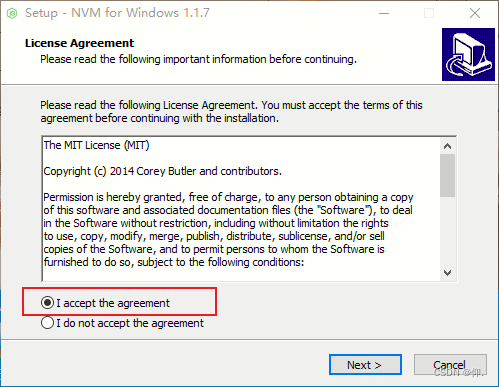 Setup - NVM for Windows 1.1.7
License Agreement
Please read the following important information before continuing.
Please read the following License Agreement. You must accept the terms of this
agreement before continuing with the installation.
The MIT License (MIT)
Copyright (c) 2014 Corey Butler and contributors.
Permission is hereby granted, free of charge, to any person obtaining a copy
of this software and associated documentation files (the "Software"), to deal
in the Software without restriction, including without limitation the rights
to use, copy, modify, merge, publish, distribute, sublicense, and/or sell
copies of the Software, and to permit persons to whom the Software is
furnished to do so, subject to the following conditions:
I accept the agreement
I do not accept the agreement
Next >
Cancel
CSDN @仰.